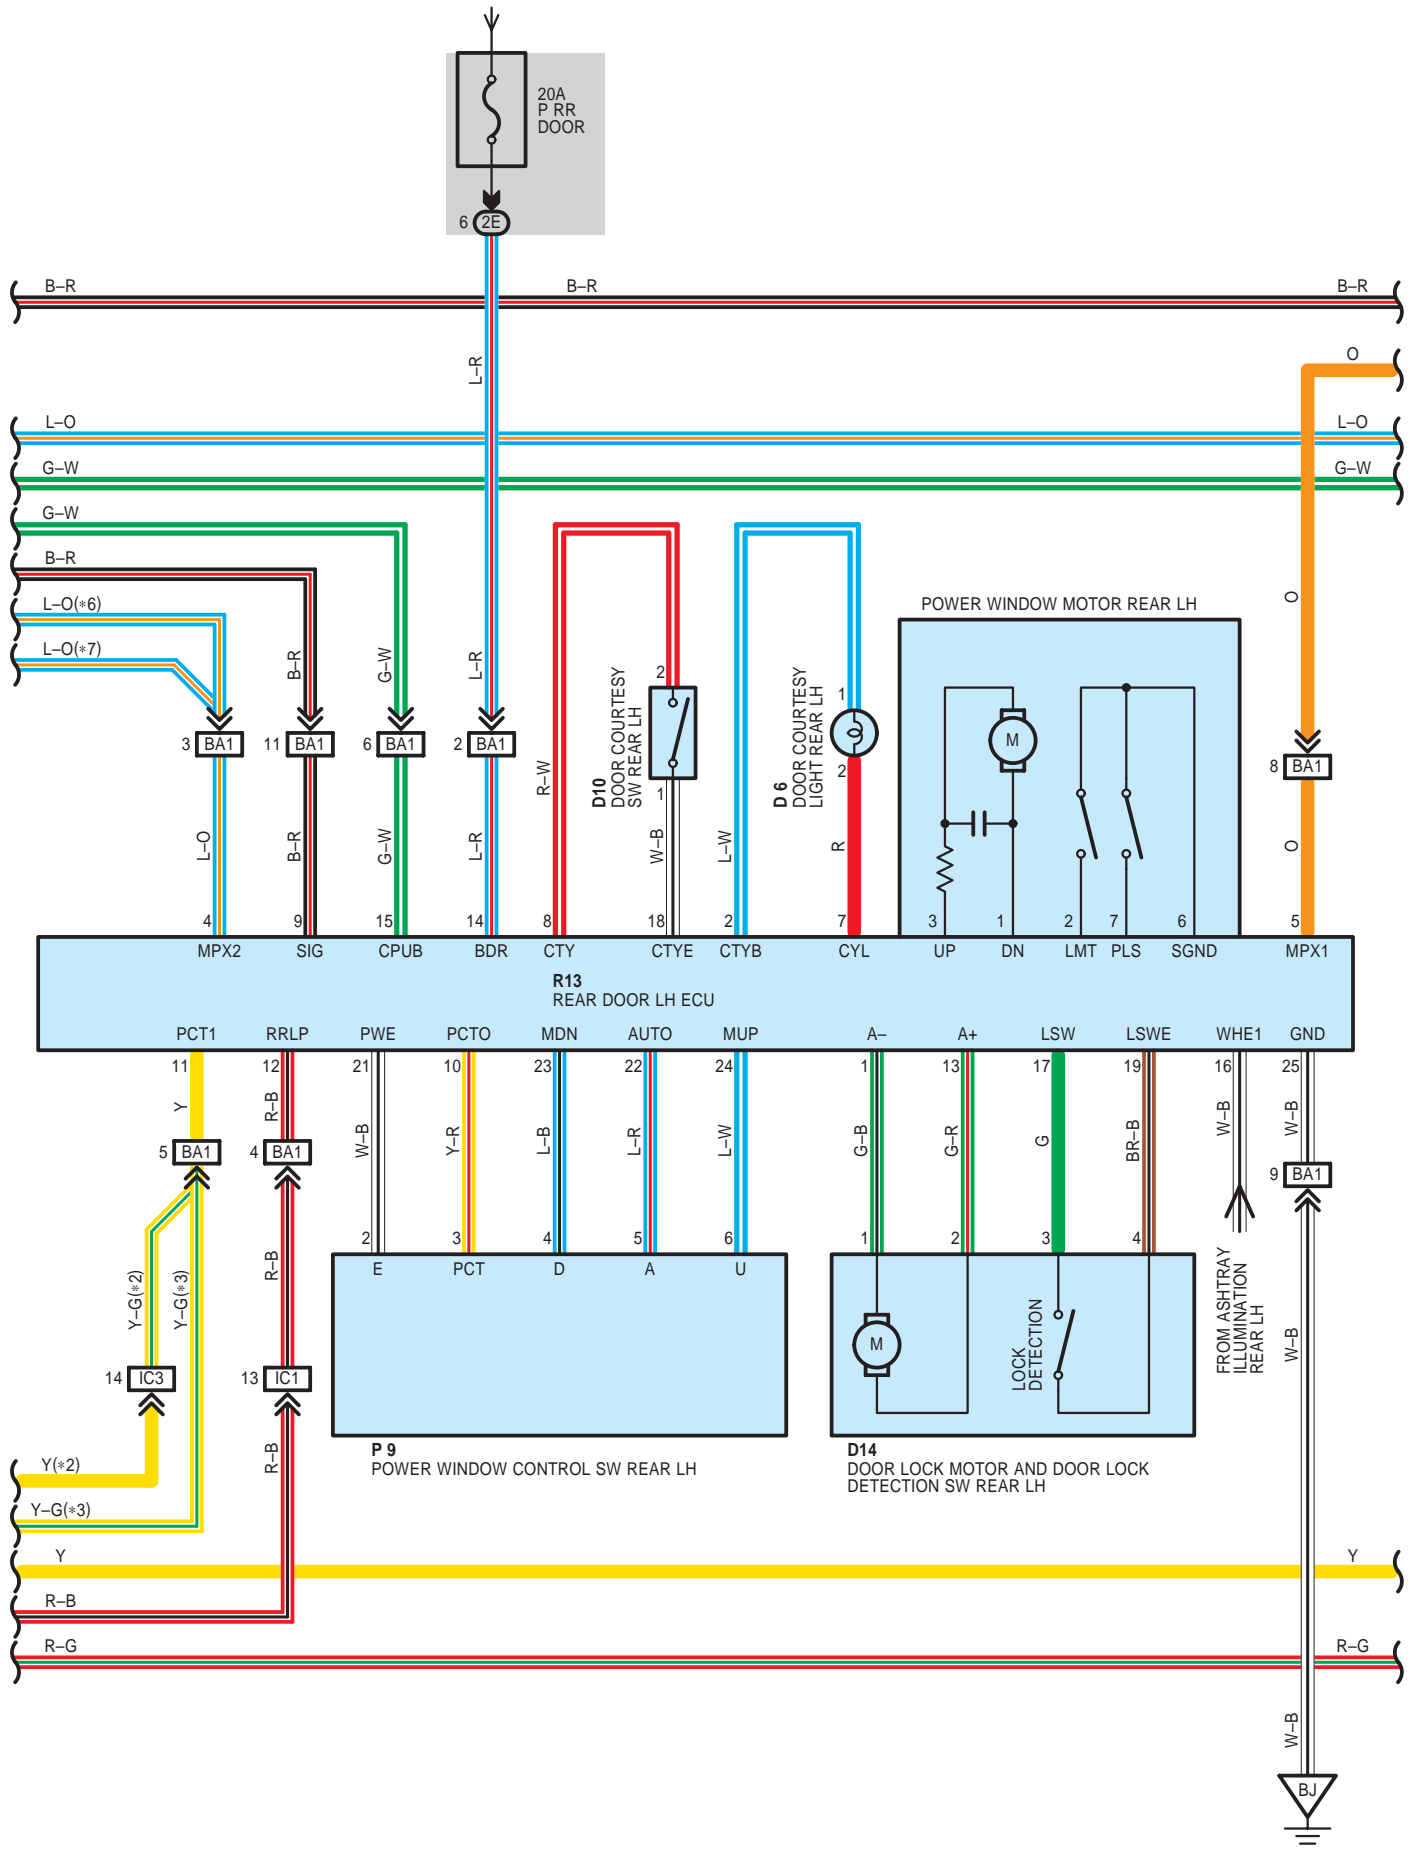 20A
P RR
DOOR
6 2E
B–R B–R B–R
O
L–R
L–O L–O
G–W G–W
G–W
B–R
L–O(*6)
L–O(*7)
O
POWER WINDOW MOTOR REAR LH
B–R
G–W
L–R
2
D10
DOOR COURTESY
SW REAR LH
1
1
D 6
DOOR COURTESY
LIGHT REAR LH
2
M
3 BA1
11 BA1
6 BA1
2 BA1
8 BA1
L–O
B–R
G–W
L–R
R–W
W–B
L–W
R
O
4 9 15 14 8 18 2 7 3 1 2 7 6 5
MPX2 SIG CPUB BDR CTY CTYE CTYB CYL UP DN LMT PLS SGND MPX1
R13
REAR DOOR LH ECU
PCT1 RRLP PWE PCTO MDN AUTO MUP A– A+ LSW LSWE WHE1 GND
11 12 21 10 23 22 24 1 13 17 19 16 25
Y
R–B
W–B
Y–R
L–B
L–R
L–W
G–B
G–R
G
BR–B
W–B
W–B
5 BA1
4 BA1
9 BA1
2 3 4 5 6 1 2 3 4
E PCT D A U
Y–G(*2)
Y–G(*3)
R–B
M
LOCK
DETECTION
FROM ASHTRAY
ILLUMINATION
REAR LH
W–B
14 IC3
13 IC1
R–B
P 9
POWER WINDOW CONTROL SW REAR LH
D14
DOOR LOCK MOTOR AND DOOR LOCK
DETECTION SW REAR LH
Y(*2)
Y–G(*3)
Y Y
R–B
R–G R–G
W–B
BJ